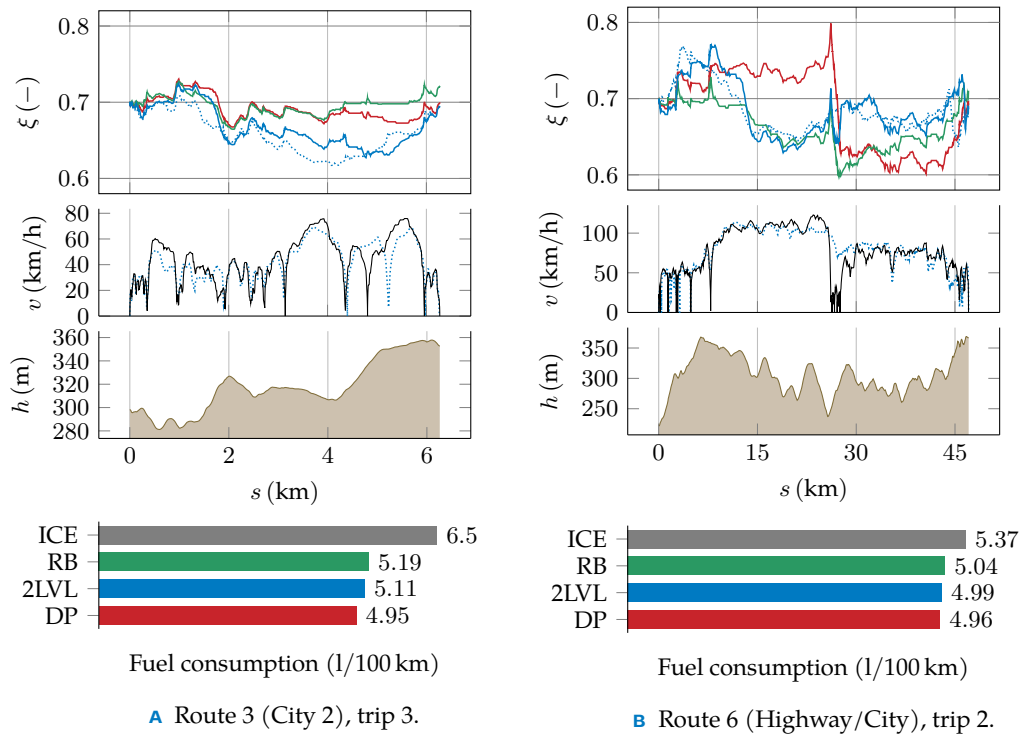 0.8
0.7
0.6
ξ (−)
80
60
40
20
0
v (km/h)
360
340
320
300
280
h (m)
0 2 4 6
s (km)
ICE 6.5
RB 5.19
2LVL 5.11
DP 4.95
Fuel consumption (l/100 km)
A Route 3 (City 2), trip 3.
0.8
0.7
0.6
ξ (−)
100
50
0
v (km/h)
350
300
250
h (m)
0 15 30 45
s (km)
ICE 5.37
RB 5.04
2LVL 4.99
DP 4.96
Fuel consumption (l/100 km)
B Route 6 (Highway/City), trip 2.